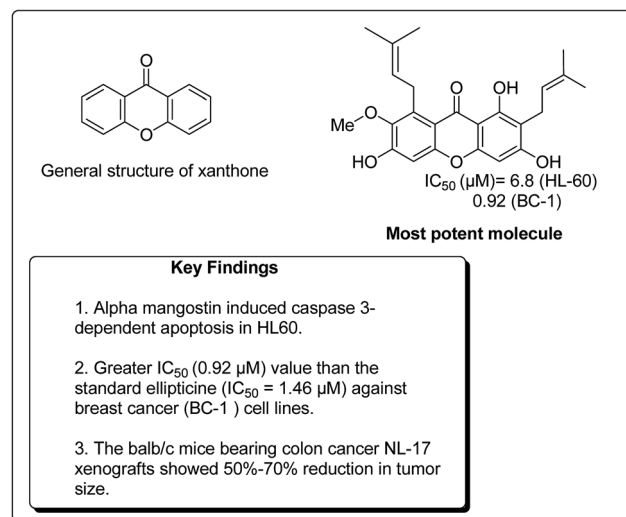 O
O
General structure of xanthone
O
OH
O
Me
HO
O
OH
IC50 (µM)= 6.8 (HL-60)
0.92 (BC-1)
Most potent molecule
Key Findings
1. Alpha mangostin induced caspase 3-
dependent apoptosis in HL60.
2. Greater IC50 (0.92 µM) value than the
standard ellipticine (IC50 = 1.46 µM) against
breast cancer (BC-1 ) cell lines.
3. The balb/c mice bearing colon cancer NL-17
xenografts showed 50%-70% reduction in tumor
size.